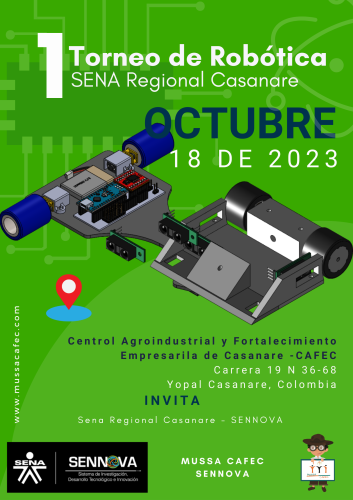 1 Torneo de Robótica
SENA Regional Casanare
OCTUBRE
18 DE 2023
Control Agroindustrial y Fortalecimiento
Empresarila de Casanare -CAFEC
Carrera 19 N 36-68
Yopal Casanare, Colombia
INVITA
Sena Regional Casanare - SENNOVA
www.mussacafec.com
SENA
SENNOVA
Sistema de Investigación,
Desarrollo Tecnológico e Innovación
MUSSA CAFEC
SENNOVA